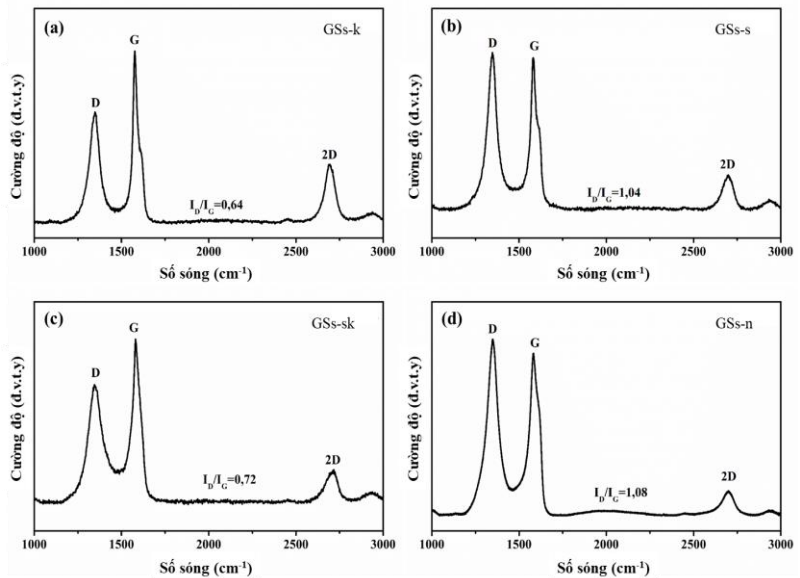 (a)
GSs-k
D
G
2D
I_D/I_G=0,64
Cường độ (đ.v.t.y)
1000 1500 2000 2500 3000
Số sóng (cm⁻¹)
(b)
GSs-s
D
G
2D
I_D/I_G=1,04
Cường độ (d.v.t.y)
1000 1500 2000 2500 3000
Số sóng (cm⁻¹)
(c)
GSs-sk
D
G
2D
I_D/I_G=0,72
Cường độ (d.v.t.y)
1000 1500 2000 2500 3000
Số sóng (cm⁻¹)
(d)
GSs-n
D
G
2D
I_D/I_G=1,08
Cường độ (d.v.t.y)
1000 1500 2000 2500 3000
Số sóng (cm⁻¹)